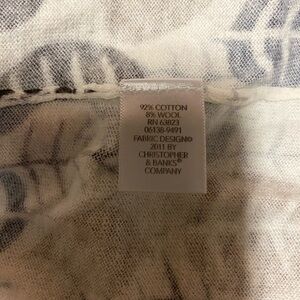 92% COTTON
8% WOOL
RN 63823
06138-9491
FABRIC DESIGN©
2011 BY
CHRISTOPHER
& BANKS®
COMPANY